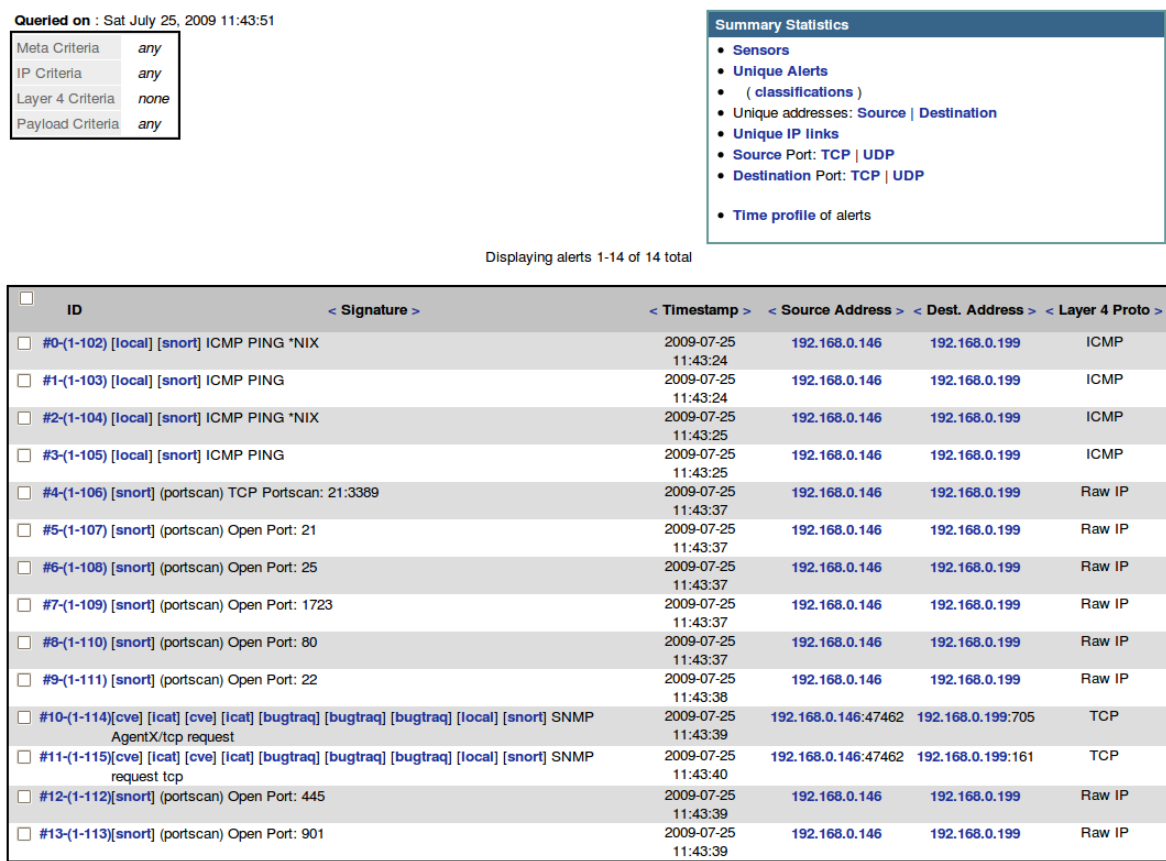 Queried on : Sat July 25, 2009 11:43:51
Meta Criteria any
IP Criteria any
Layer 4 Criteria none
Payload Criteria any
Summary Statistics
• Sensors
• Unique Alerts
• ( classifications )
• Unique addresses: Source | Destination
• Unique IP links
• Source Port: TCP | UDP
• Destination Port: TCP | UDP
• Time profile of alerts
Displaying alerts 1-14 of 14 total
ID < Signature > < Timestamp > < Source Address > < Dest. Address > < Layer 4 Proto >
#0-(1-102) [local] [snort] ICMP PING *NIX 2009-07-25 192.168.0.146 192.168.0.199 ICMP
11:43:24
#1-(1-103) [local] [snort] ICMP PING 2009-07-25 192.168.0.146 192.168.0.199 ICMP
11:43:24
#2-(1-104) [local] [snort] ICMP PING *NIX 2009-07-25 192.168.0.146 192.168.0.199 ICMP
11:43:25
#3-(1-105) [local] [snort] ICMP PING 2009-07-25 192.168.0.146 192.168.0.199 ICMP
11:43:25
#4-(1-106) [snort] (portscan) TCP Portscan: 21:3389 2009-07-25 192.168.0.146 192.168.0.199 Raw IP
11:43:37
#5-(1-107) [snort] (portscan) Open Port: 21 2009-07-25 192.168.0.146 192.168.0.199 Raw IP
11:43:37
#6-(1-108) [snort] (portscan) Open Port: 25 2009-07-25 192.168.0.146 192.168.0.199 Raw IP
11:43:37
#7-(1-109) [snort] (portscan) Open Port: 1723 2009-07-25 192.168.0.146 192.168.0.199 Raw IP
11:43:37
#8-(1-110) [snort] (portscan) Open Port: 80 2009-07-25 192.168.0.146 192.168.0.199 Raw IP
11:43:37
#9-(1-111) [snort] (portscan) Open Port: 22 2009-07-25 192.168.0.146 192.168.0.199 Raw IP
11:43:38
#10-(1-114)[cve] [icat] [cve] [icat] [bugtraq] [bugtraq] [bugtraq] [local] [snort] SNMP 2009-07-25 192.168.0.146:47462 192.168.0.199:705 TCP
AgentX/tcp request 11:43:39
#11-(1-115)[cve] [icat] [cve] [icat] [bugtraq] [bugtraq] [bugtraq] [local] [snort] SNMP 2009-07-25 192.168.0.146:47462 192.168.0.199:161 TCP
request tcp 11:43:40
#12-(1-112)[snort] (portscan) Open Port: 445 2009-07-25 192.168.0.146 192.168.0.199 Raw IP
11:43:39
#13-(1-113)[snort] (portscan) Open Port: 901 2009-07-25 192.168.0.146 192.168.0.199 Raw IP
11:43:39